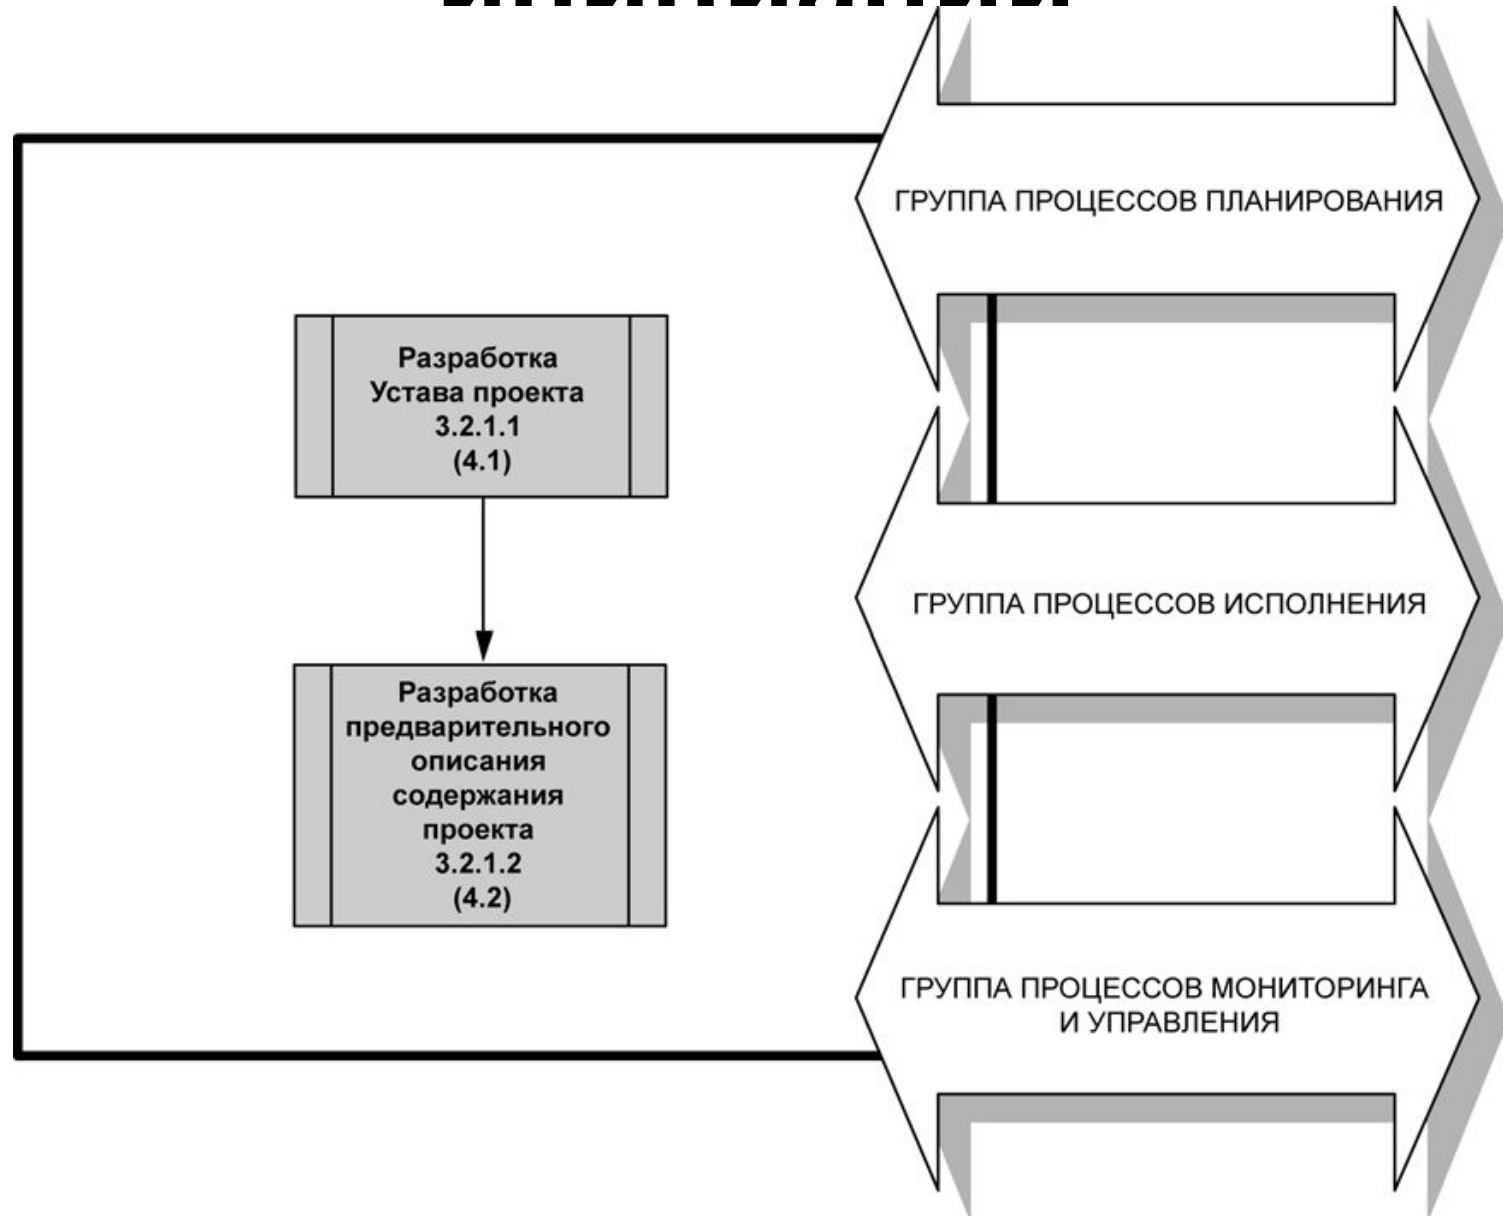 ГРУППА ПРОЦЕССОВ ПЛАНИРОВАНИЯ
Разработка
Устава проекта
3.2.1.1
(4.1)
ГРУППА ПРОЦЕССОВ ИСПОЛНЕНИЯ
Разработка
предварительного
описания
содержания
проекта
3.2.1.2
(4.2)
ГРУППА ПРОЦЕССОВ МОНИТОРИНГА
И УПРАВЛЕНИЯ